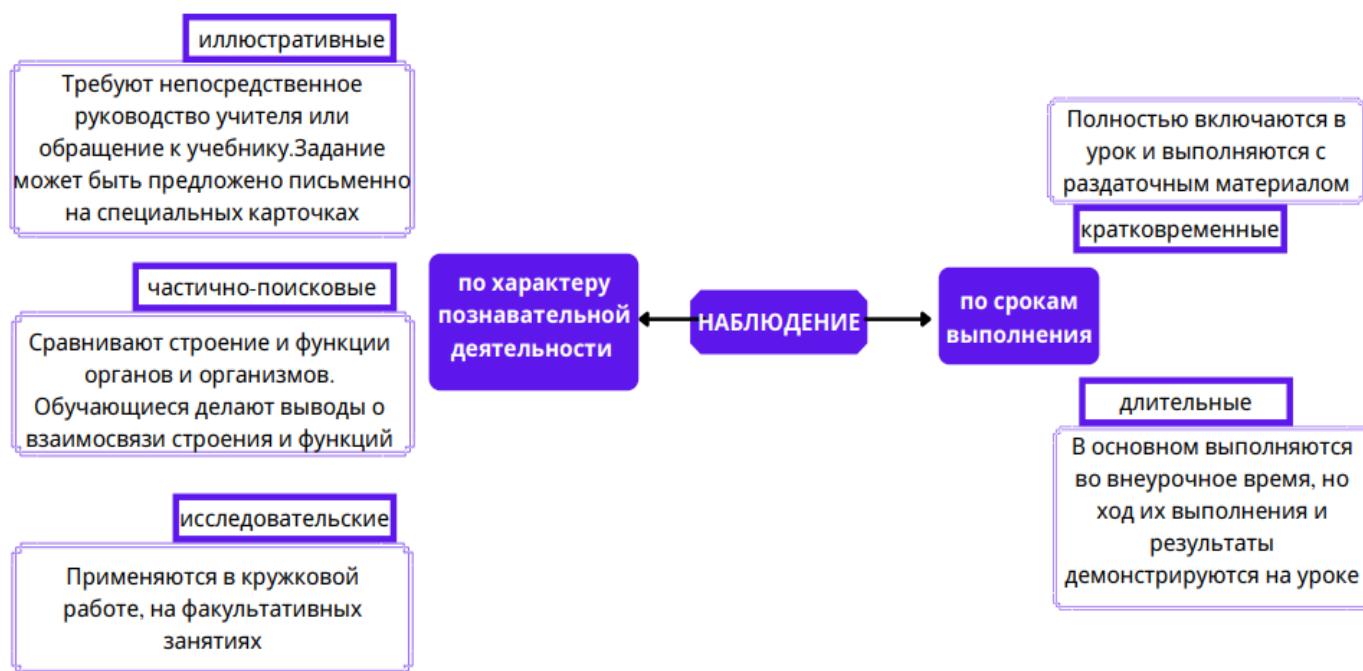 иллюстративные
Требуют непосредственное
руководство учителя или
обращение к учебнику.Задание
может быть предложено письменно
на специальных карточках
частично-поисковые
Сравнивают строение и функции
органов и организмов.
Обучающиеся делают выводы о
взаимосвязи строения и функций
исследовательские
Применяются в кружковой
работе, на факультативных
занятиях
по характеру
познавательной
деятельности
НАБЛЮДЕНИЕ
по срокам
выполнения
Полностью включаются в
урок и выполняются с
раздаточным материалом
кратковременные
длительные
В основном выполняются
во внеурочное время, но
ход их выполнения и
результаты
демонстрируются на уроке